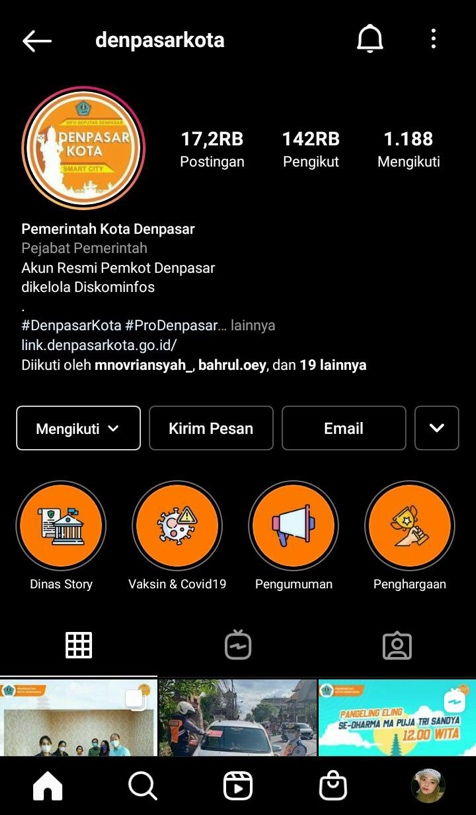 denpasarkota
INFO SEPUTAR DENPASAR
DENPASAR
KOTA
SMART CITY
17,2RB
142RB
1.188
Postingan
Pengikut
Mengikuti
Pemerintah Kota Denpasar
Pejabat Pemerintah
Akun Resmi Pemkot Denpasar
dikelola Diskominfos
.
#DenpasarKota #ProDenpasar… lainnya
link.denpasarkota.go.id/
Diikuti oleh mnovriansyah_, bahrul.oey, dan 19 lainnya
Mengikuti
Kirim Pesan
Email
Dinas Story
Vaksin & Covid19
Pengumuman
Penghargaan
PANGELING ELING
SE-DHARMA MA PUJA TRI SANDYA
12.00 WITA